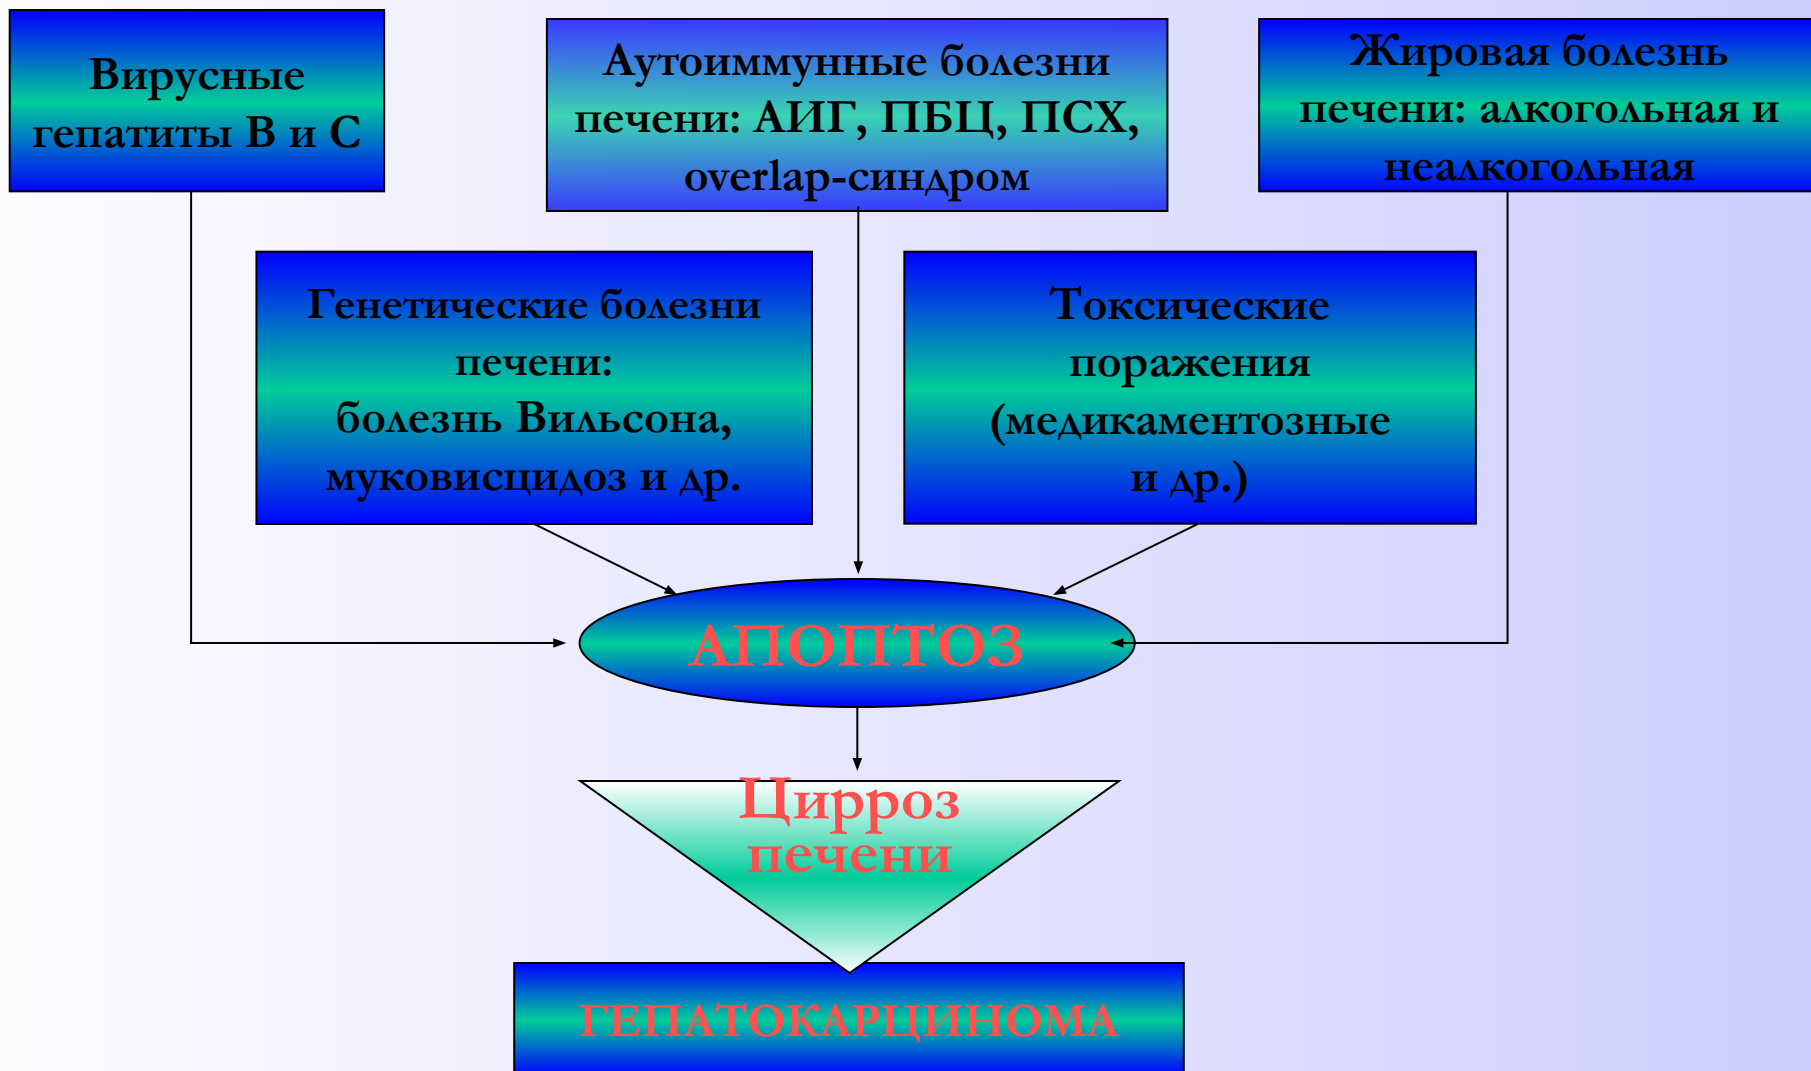 Вирусные
гепатиты В и С
Аутоиммунные болезни
печени: АИГ, ПБЦ, ПСХ,
overlap-синдром
Жировая болезнь
печени: алкогольная и
неалкогольная
Генетические болезни
печени:
болезнь Вильсона,
муковисцидоз и др.
Токсические
поражения
(медикаментозные
и др.)
АПОПТОЗ
Цирроз
печени
ГЕПАТОКАРЦИНОМА